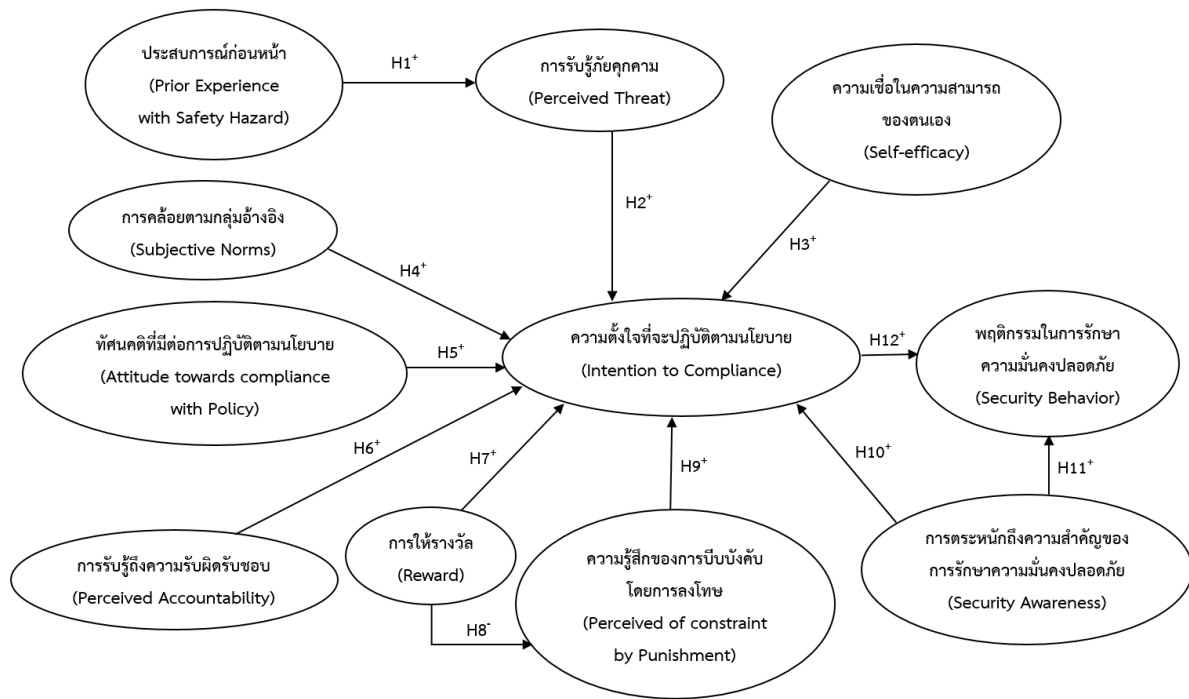 ประสบการณ์ก่อนหน้า
(Prior Experience
with Safety Hazard)
H1⁺
การรับรู้ภัยคุกคาม
(Perceived Threat)
ความเชื่อในความสามารถ
ของตนเอง
(Self-efficacy)
การคล้อยตามกลุ่มอ้างอิง
(Subjective Norms)
H2⁺
H3⁺
H4⁺
ทัศนคติที่มีต่อการปฏิบัติตามนโยบาย
(Attitude towards compliance
with Policy)
H5⁺
ความตั้งใจที่จะปฏิบัติตามนโยบาย
(Intention to Compliance)
H12⁺
พฤติกรรมในการรักษา
ความมั่นคงปลอดภัย
(Security Behavior)
H6⁺
H7⁺
H9⁺
H10⁺
H11⁺
การรับรู้ถึงความรับผิดรับชอบ
(Perceived Accountability)
การให้รางวัล
(Reward)
H8⁻
ความรู้สึกของการบีบบังคับ
โดยการลงโทษ
(Perceived of constraint
by Punishment)
การตระหนักถึงความสำคัญของ
การรักษาความมั่นคงปลอดภัย
(Security Awareness)